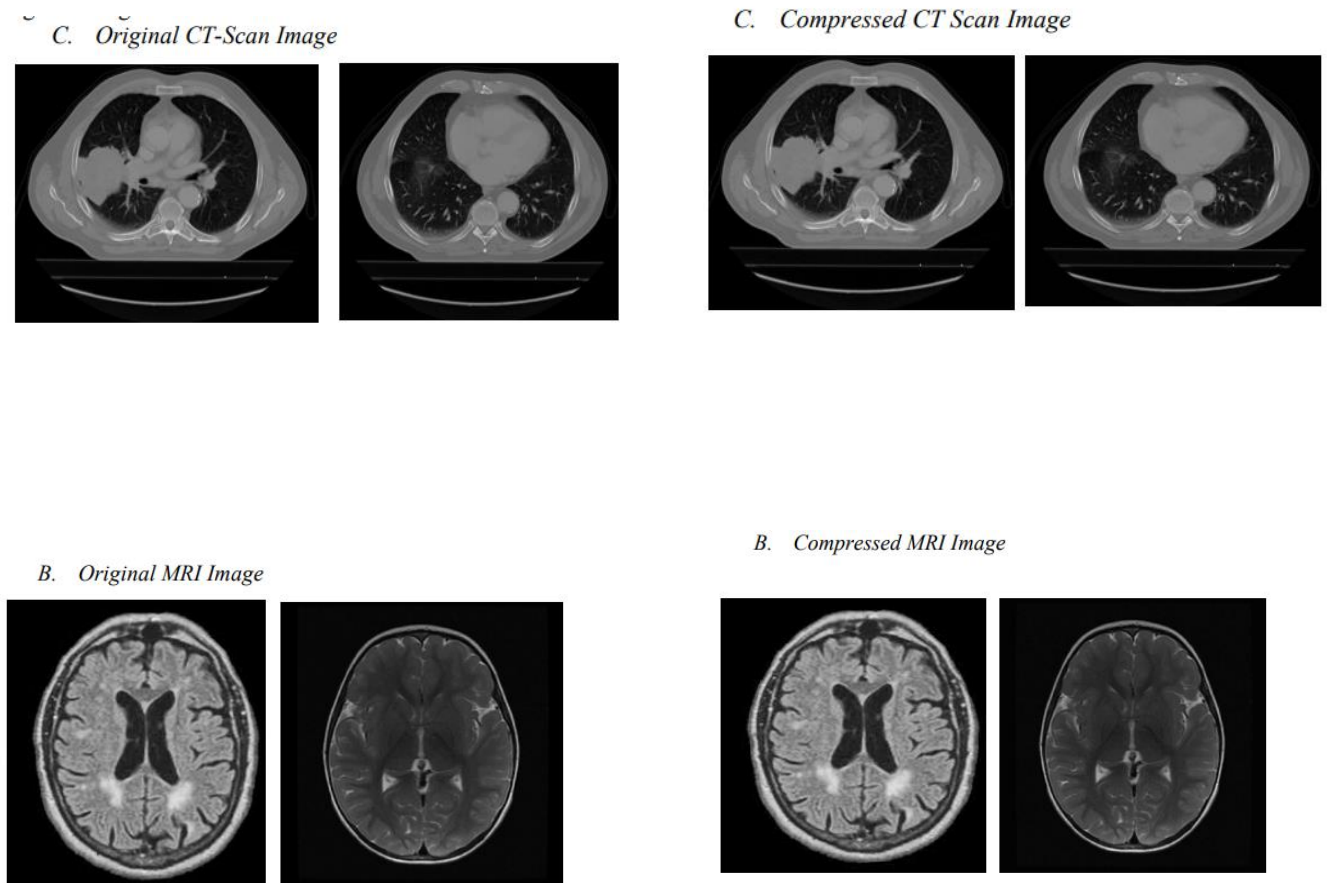 C. Original CT-Scan Image
C. Compressed CT Scan Image
B. Original MRI Image
B. Compressed MRI Image